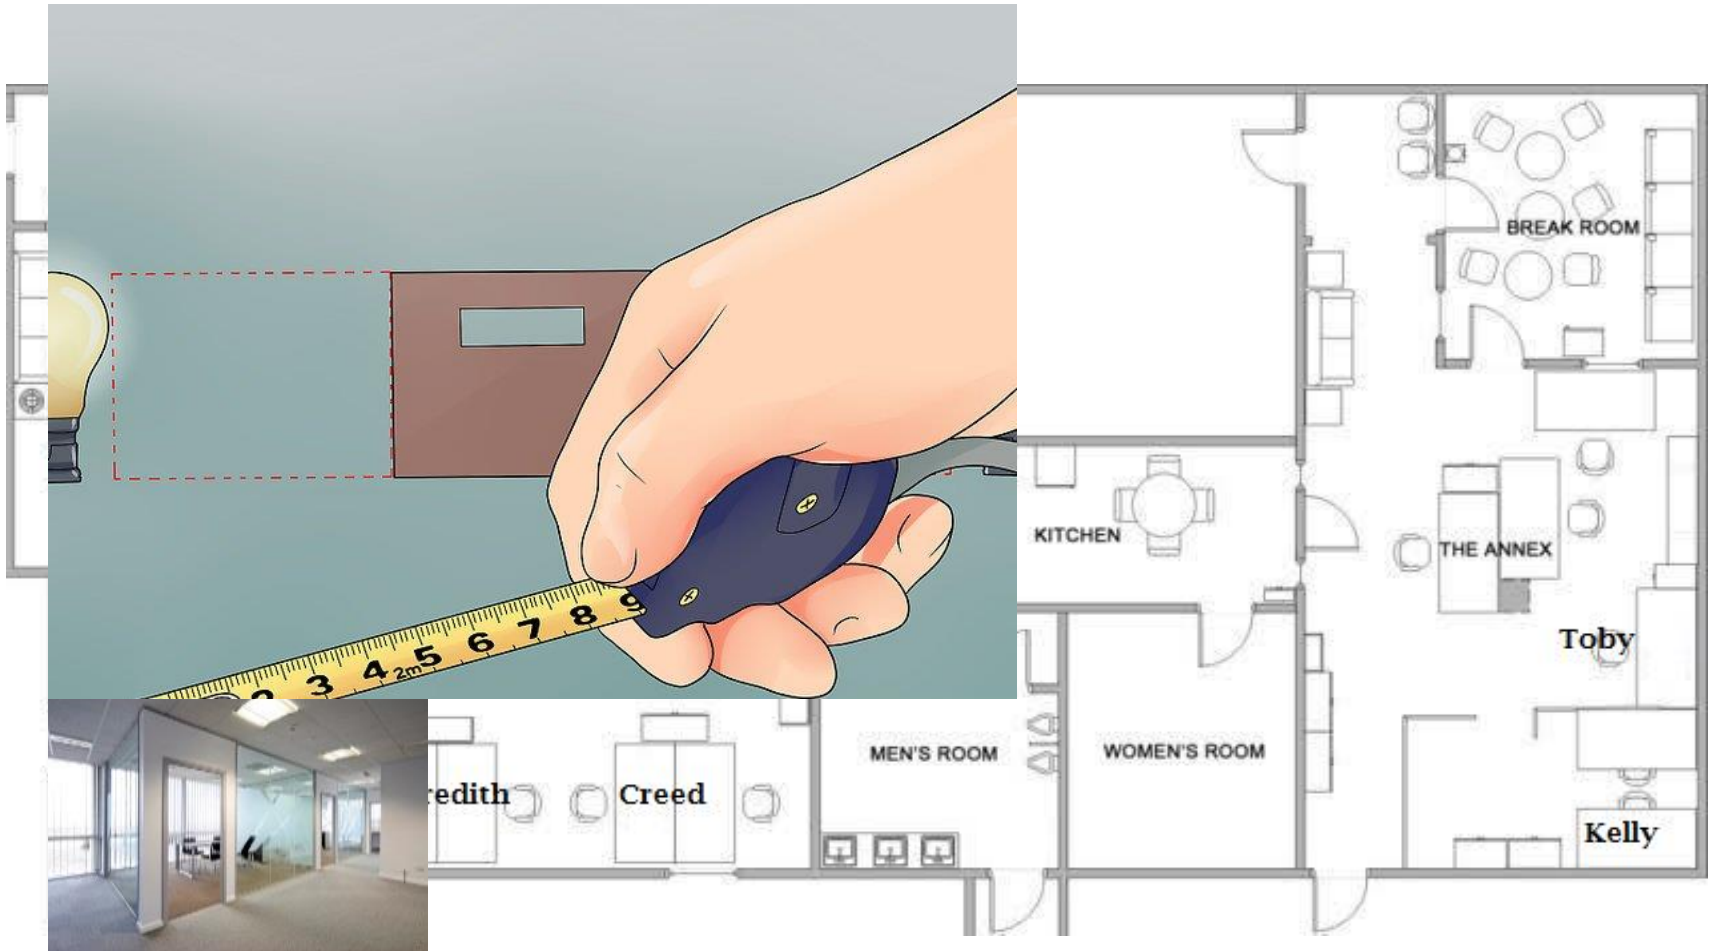 BREAK ROOM
KITCHEN
THE ANNEX
Toby
2 3 4 2m 5 6 7 8 9
MEN'S ROOM
WOMEN'S ROOM
redith
Creed
Kelly